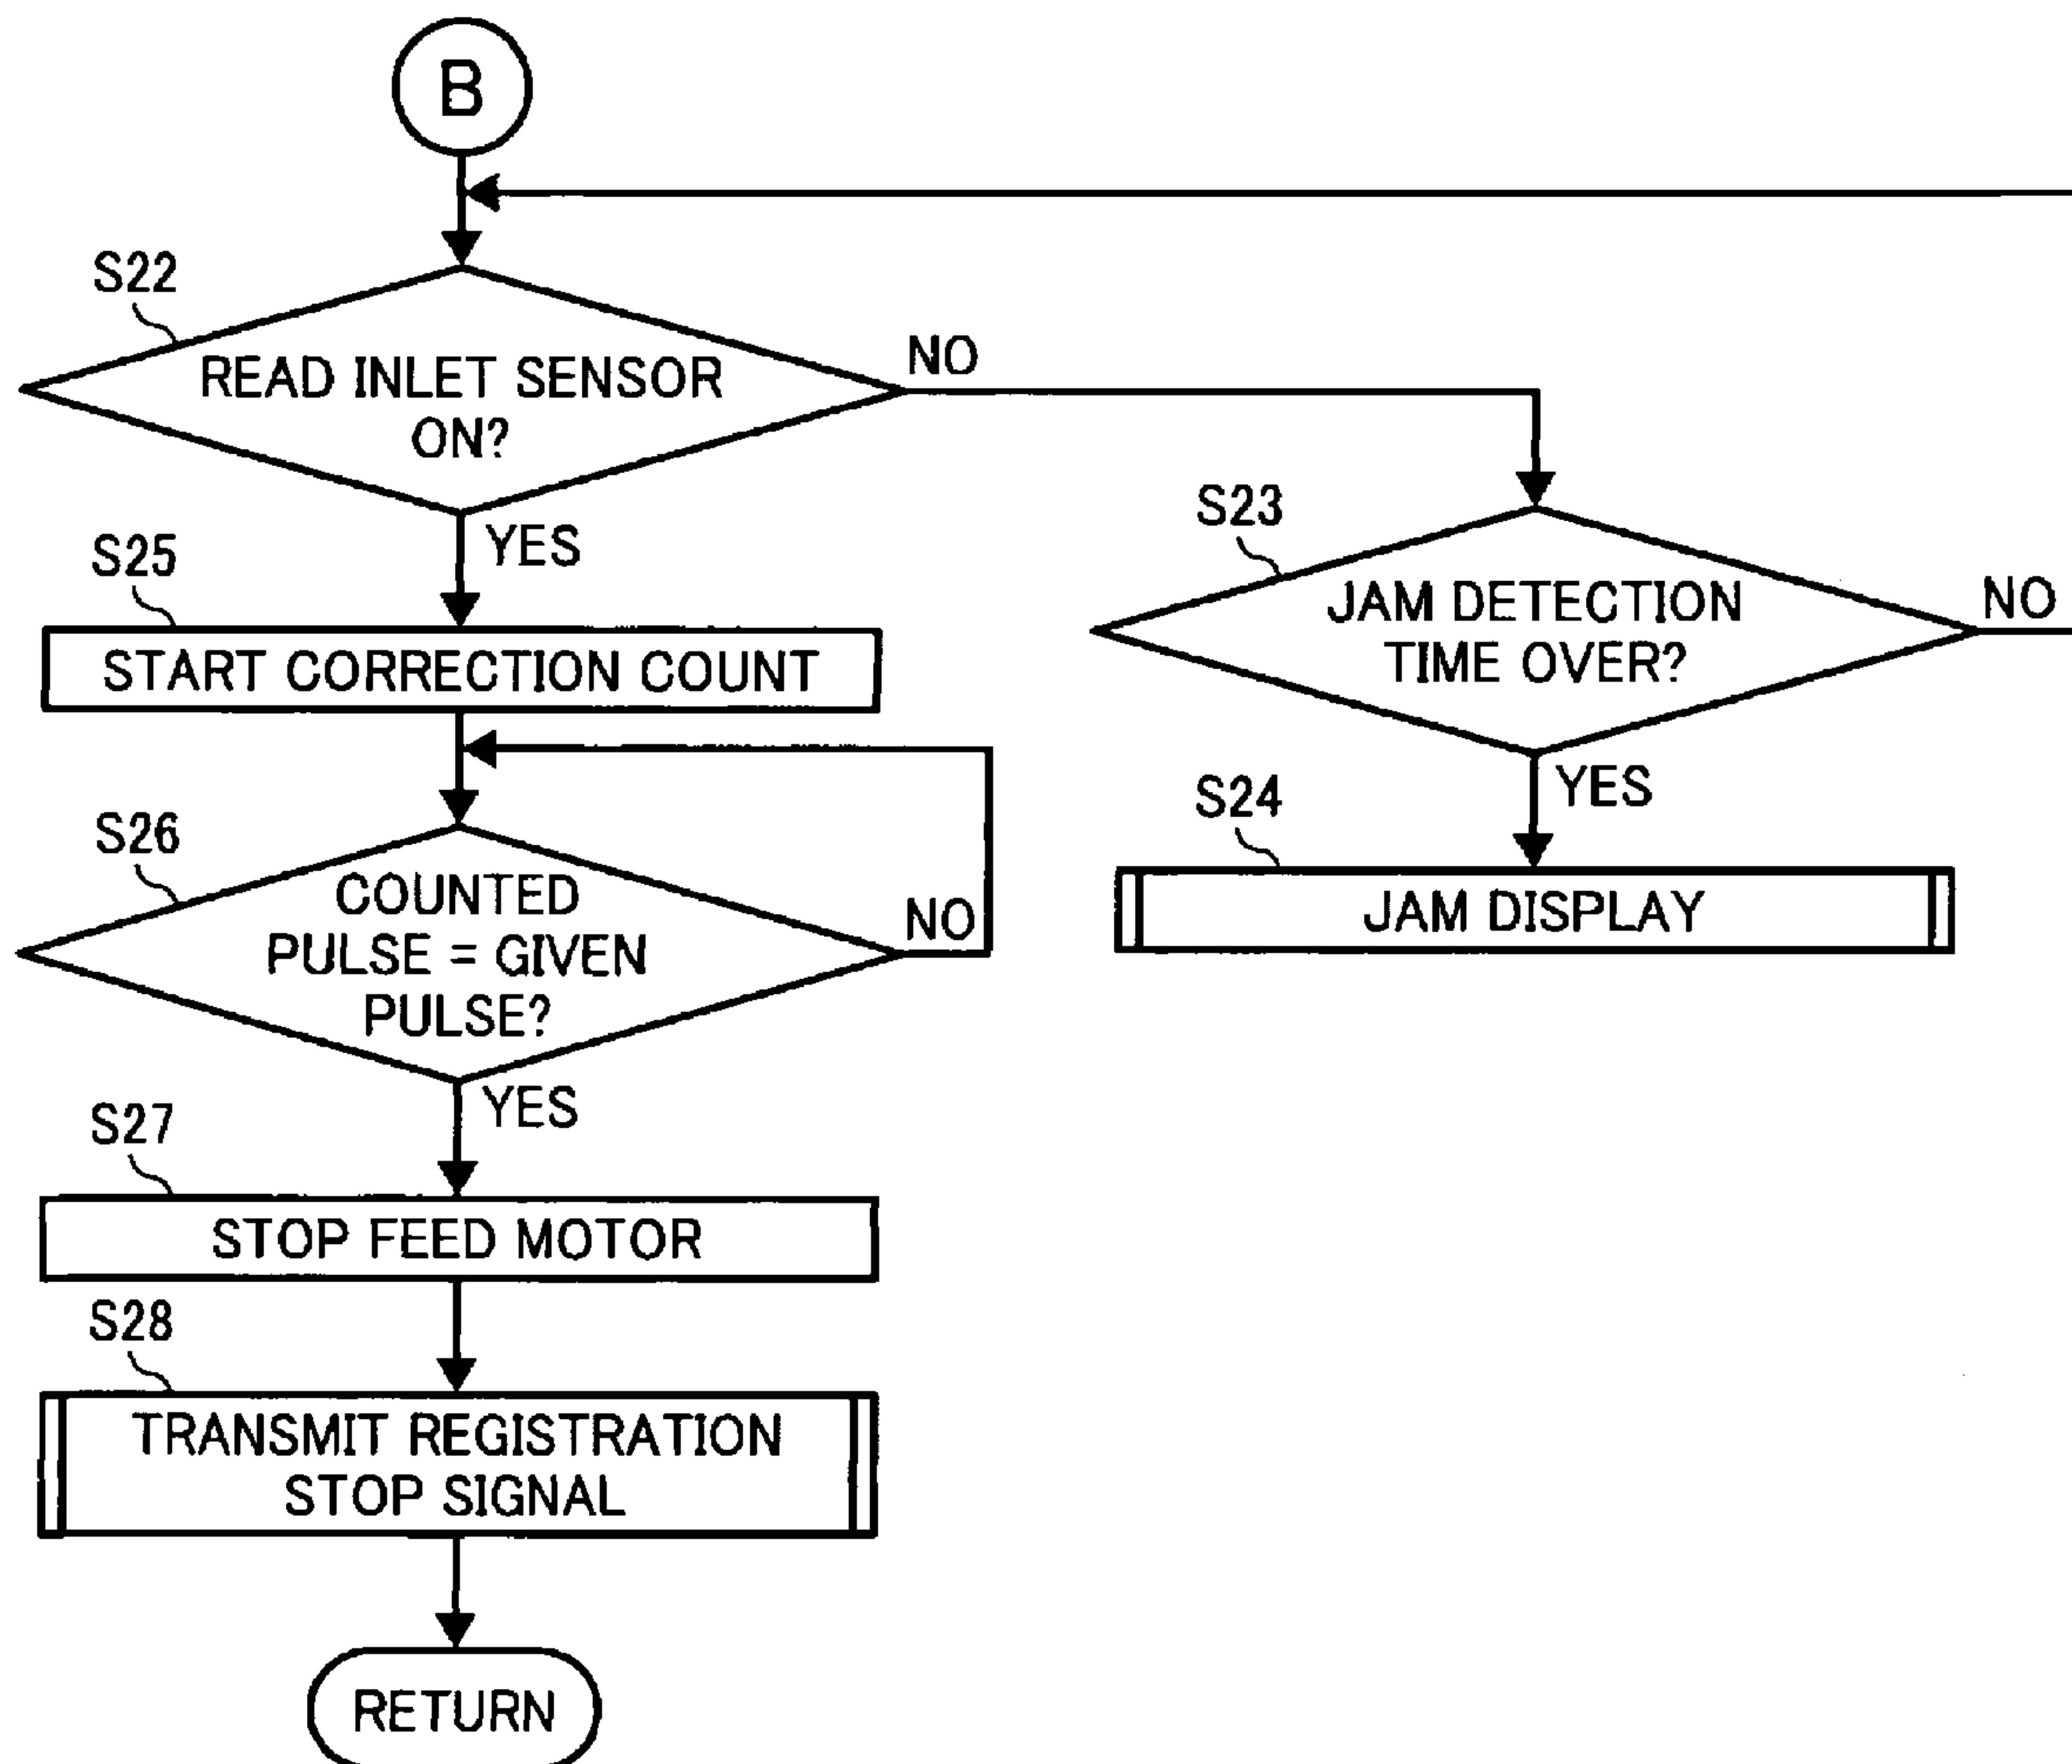 B
S22
READ INLET SENSOR
ON?
NO
YES
S23
JAM DETECTION
TIME OVER?
NO
YES
S24
JAM DISPLAY
S25
START CORRECTION COUNT
S26
COUNTED
PULSE = GIVEN
PULSE?
NO
YES
S27
STOP FEED MOTOR
S28
TRANSMIT REGISTRATION
STOP SIGNAL
RETURN